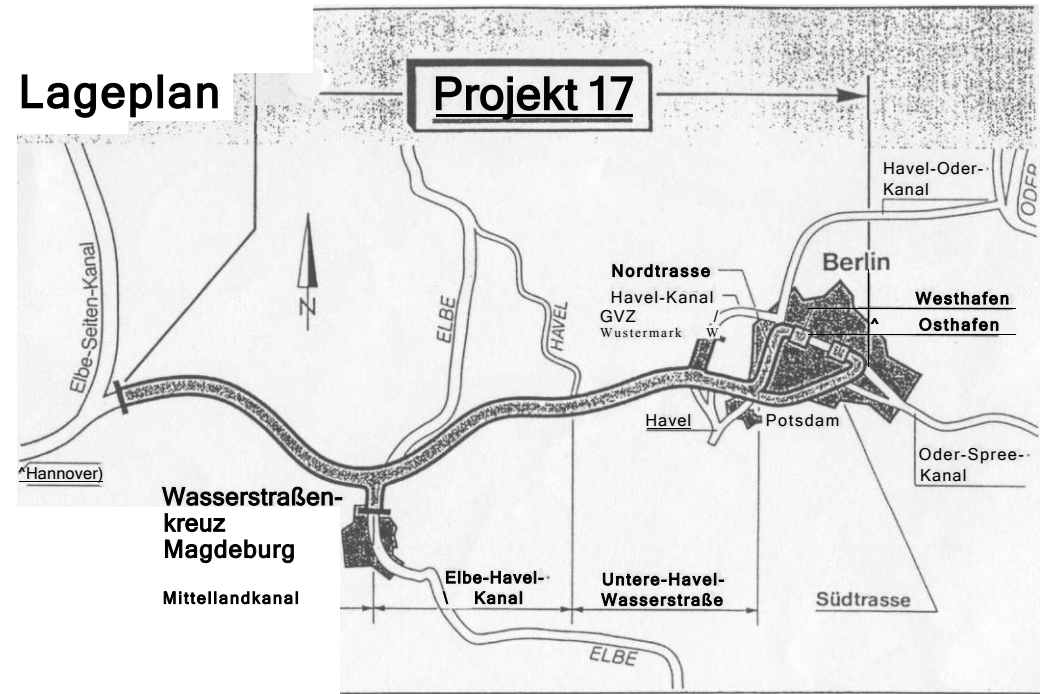 Lageplan
Projekt 17
Havel-Oder-
Kanal
ODER
Elbe-Seiten-Kanal
N
ELBE
HAVEL
Berlin
Nordtrasse
Havel-Kanal
GVZ
Wustermark
W
Westhafen
^ Osthafen
Havel
Potsdam
Oder-Spree-
Kanal
^Hannover)
Wasserstraßen-
kreuz
Magdeburg
Mittellandkanal
Elbe-Havel-
Kanal
Untere-Havel-
Wasserstraße
Südtrasse
ELBE